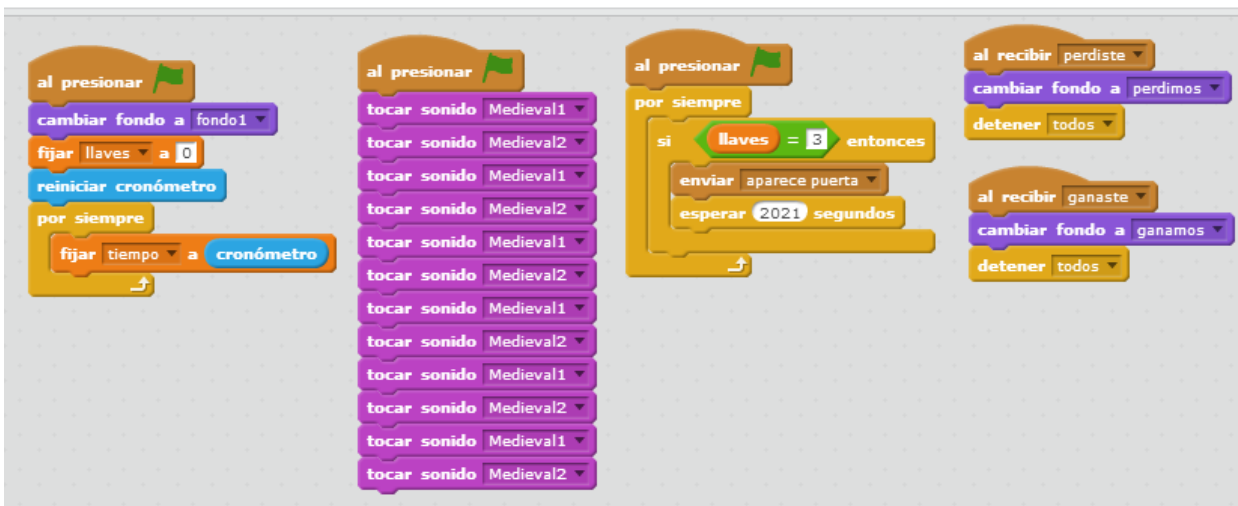 al presionar
cambiar fondo a fondo1
fijar llaves a 0
reiniciar cronómetro
por siempre
fijar tiempo a cronómetro
al presionar
tocar sonido Medieval1
tocar sonido Medieval2
tocar sonido Medieval1
tocar sonido Medieval2
tocar sonido Medieval1
tocar sonido Medieval2
tocar sonido Medieval1
tocar sonido Medieval2
tocar sonido Medieval1
tocar sonido Medieval2
tocar sonido Medieval1
tocar sonido Medieval2
al presionar
por siempre
si llaves = 3 entonces
enviar aparece puerta
esperar 2021 segundos
al recibir perdiste
cambiar fondo a perdimos
detener todos
al recibir ganaste
cambiar fondo a ganamos
detener todos